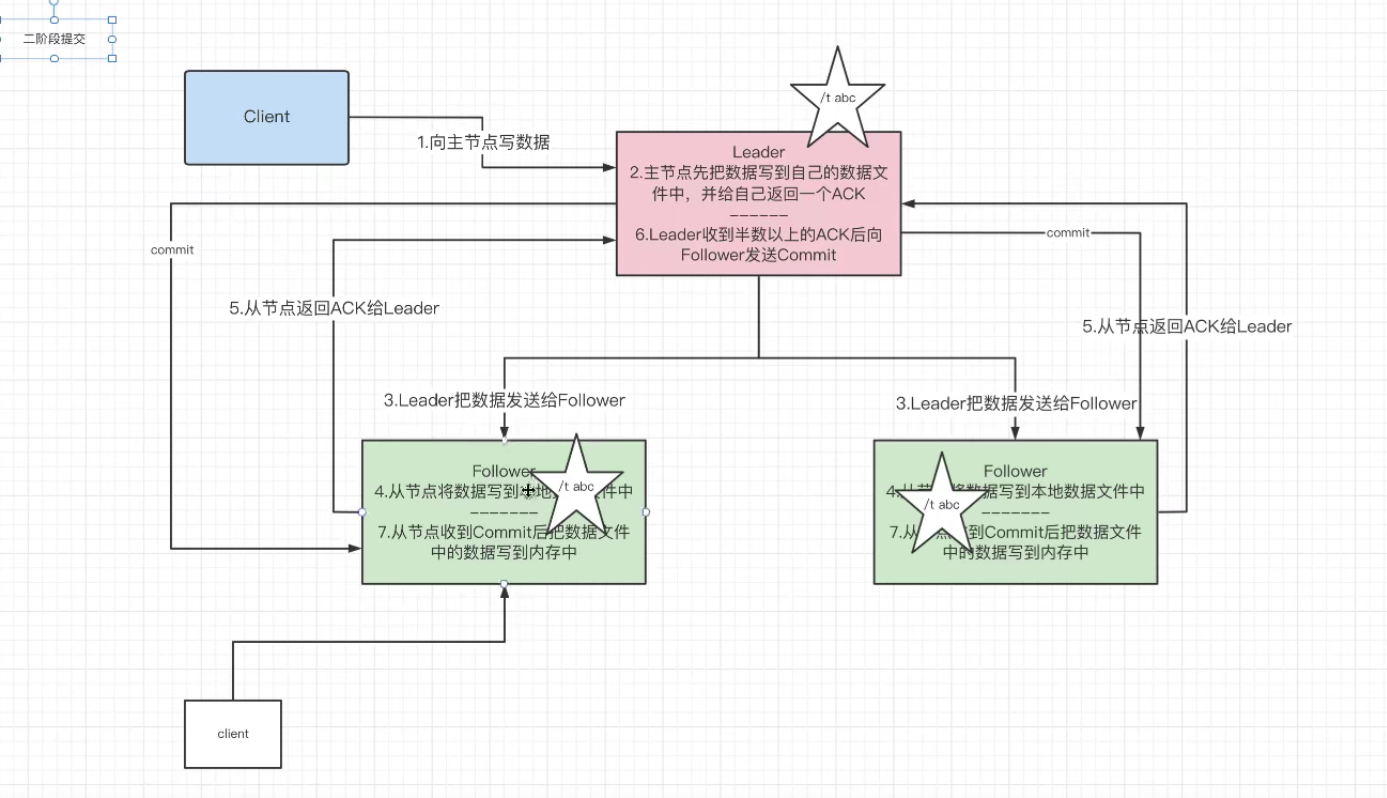 二阶段提交
Client
1.向主节点写数据
/t abc
Leader
2.主节点先把数据写到自己的数据文
件中，并给自己返回一个ACK
------
6.Leader收到半数以上的ACK后向
Follower发送Commit
commit
commit
5.从节点返回ACK给Leader
5.从节点返回ACK给Leader
3.Leader把数据发送给Follower
3.Leader把数据发送给Follower
Follower
4.从节点将数据写到本地 文件中
-------
7.从节点收到Commit后把数据文件
中的数据写到内存中
/t abc
Follower
4. 将数据写到本地数据文件中
-------
7.从 到Commit后把数据文件
中的数据写到内存中
/t abc
client